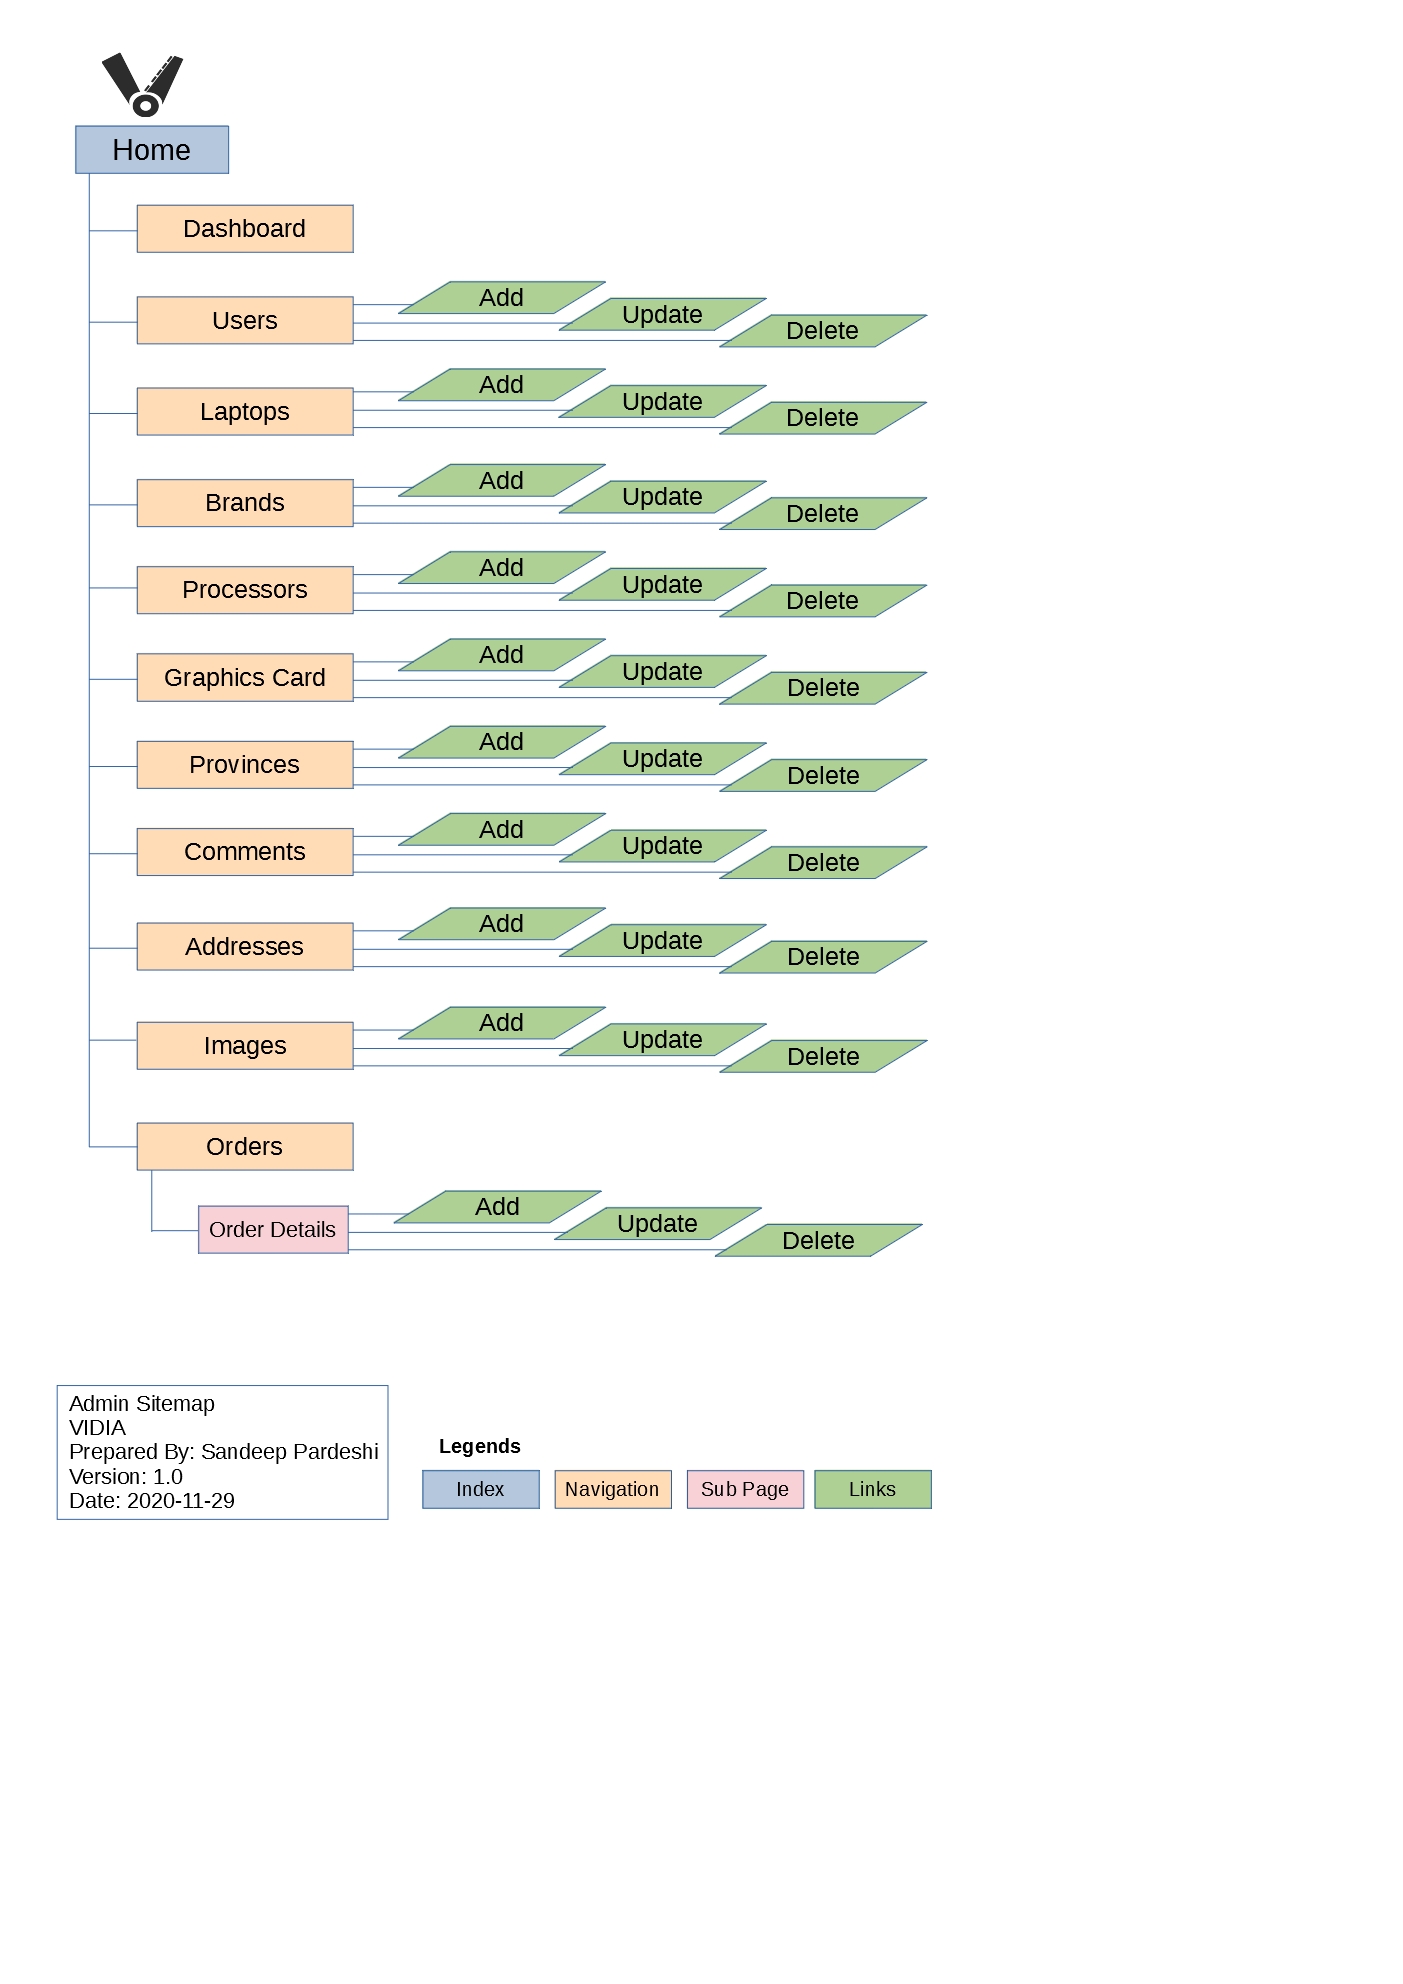 Home
Dashboard
Users
Add
Update
Delete
Laptops
Add
Update
Delete
Brands
Add
Update
Delete
Processors
Add
Update
Delete
Graphics Card
Add
Update
Delete
Provinces
Add
Update
Delete
Comments
Add
Update
Delete
Addresses
Add
Update
Delete
Images
Add
Update
Delete
Orders
Order Details
Add
Update
Delete
Admin Sitemap
VIDIA
Prepared By: Sandeep Pardeshi
Version: 1.0
Date: 2020-11-29
Legends
Index
Navigation
Sub Page
Links